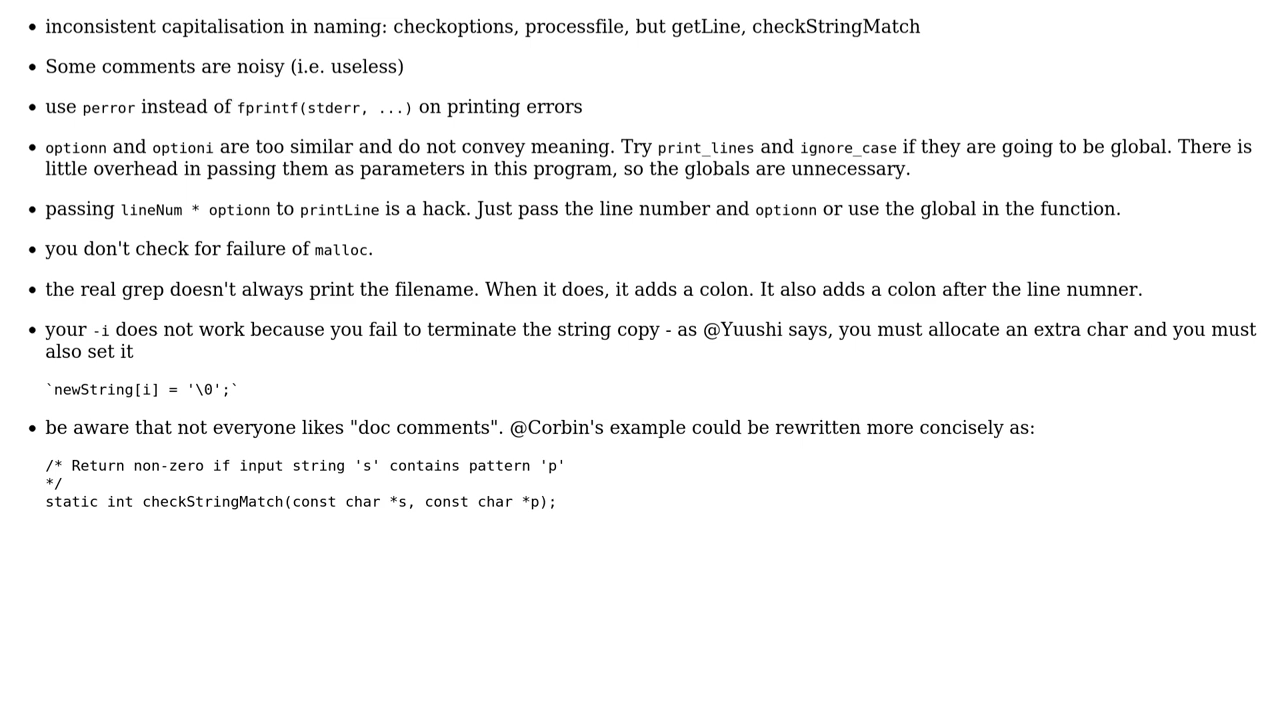 • inconsistent capitalisation in naming: checkoptions, processfile, but getLine, checkStringMatch
• Some comments are noisy (i.e. useless)
• use perror instead of fprintf(stderr, ...) on printing errors
• optionn and optioni are too similar and do not convey meaning. Try print_lines and ignore_case if they are going to be global. There is
little overhead in passing them as parameters in this program, so the globals are unnecessary.
• passing lineNum * optionn to printLine is a hack. Just pass the line number and optionn or use the global in the function.
• you don't check for failure of malloc.
• the real grep doesn't always print the filename. When it does, it adds a colon. It also adds a colon after the line numner.
• your -i does not work because you fail to terminate the string copy - as @Yuushi says, you must allocate an extra char and you must
also set it
`newString[i] = '\0';`
• be aware that not everyone likes "doc comments". @Corbin's example could be rewritten more concisely as:
/* Return non-zero if input string 's' contains pattern 'p'
*/
static int checkStringMatch(const char *s, const char *p);